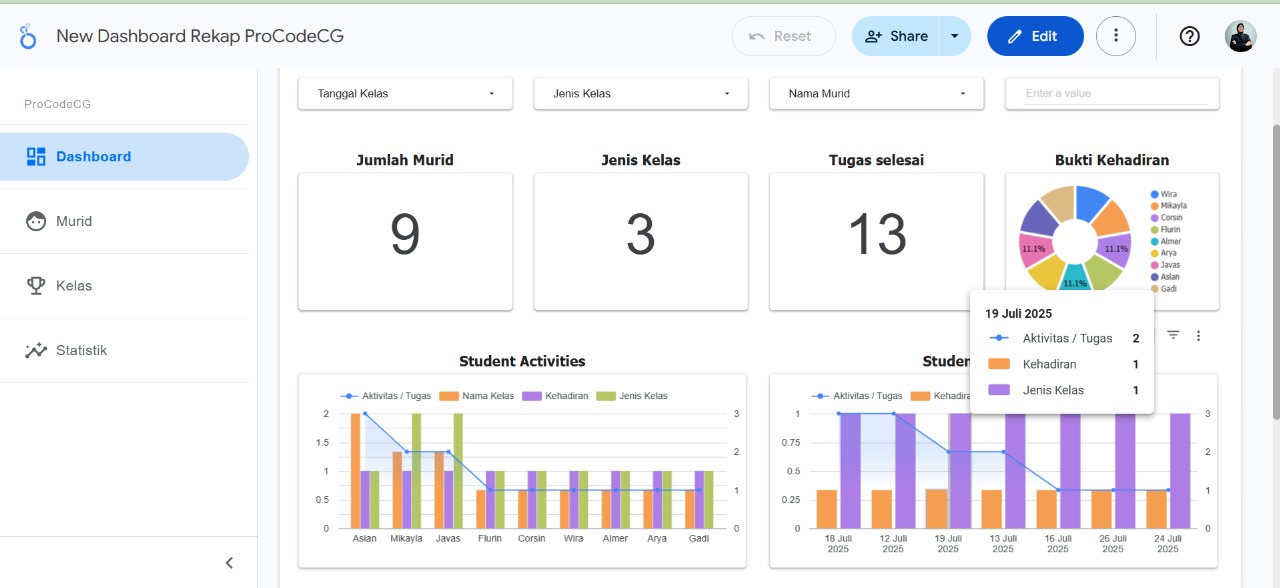 New Dashboard Rekap ProCodeCG
Reset
Share
Edit
ProCodeCG
Dashboard
Murid
Kelas
Statistik
Tanggal Kelas
Jenis Kelas
Nama Murid
Enter a value
Jumlah Murid
9
Jenis Kelas
3
Tugas selesai
13
Bukti Kehadiran
11.1%
11.1%
11.1%
Wira
Mikayla
Corsin
Flurin
Almer
Arya
Javas
Aslan
Gadi
19 Juli 2025
Aktivitas / Tugas 2
Kehadiran 1
Jenis Kelas 1
Student Activities
Aktivitas / Tugas Nama Kelas Kehadiran Jenis Kelas
2
1.5
1
0.5
0
3
2
1
0
Aslan Mikayla Javas Flurin Corsin Wira Almer Arya Gadi
Studen
Aktivitas / Tugas Kehadira
1
0.75
0.5
0.25
0
3
2
1
0
18 Juli 2025
12 Juli 2025
19 Juli 2025
13 Juli 2025
16 Juli 2025
26 Juli 2025
24 Juli 2025